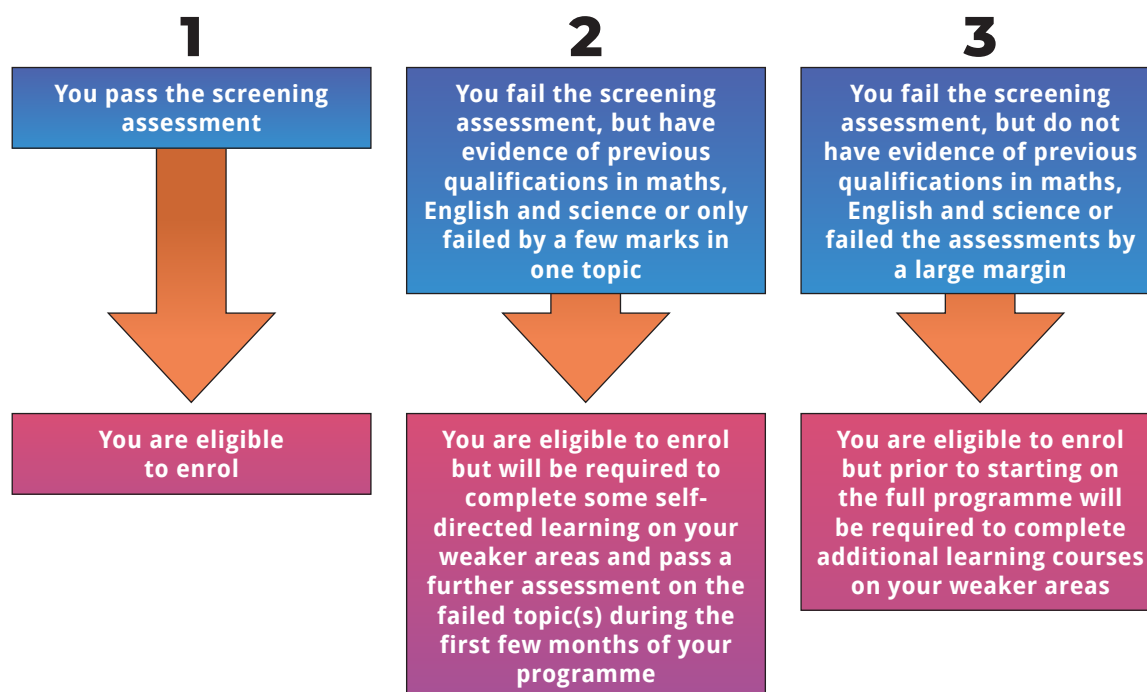 1
You pass the screening
assessment
You are eligible
to enrol
2
You fail the screening
assessment, but have
evidence of previous
qualifications in maths,
English and science or only
failed by a few marks in
one topic
You are eligible to enrol
but will be required to
complete some self-
directed learning on your
weaker areas and pass a
further assessment on the
failed topic(s) during the
first few months of your
programme
3
You fail the screening
assessment, but do not
have evidence of previous
qualifications in maths,
English and science or
failed the assessments by
a large margin
You are eligible to enrol
but prior to starting on
the full programme will
be required to complete
additional learning courses
on your weaker areas